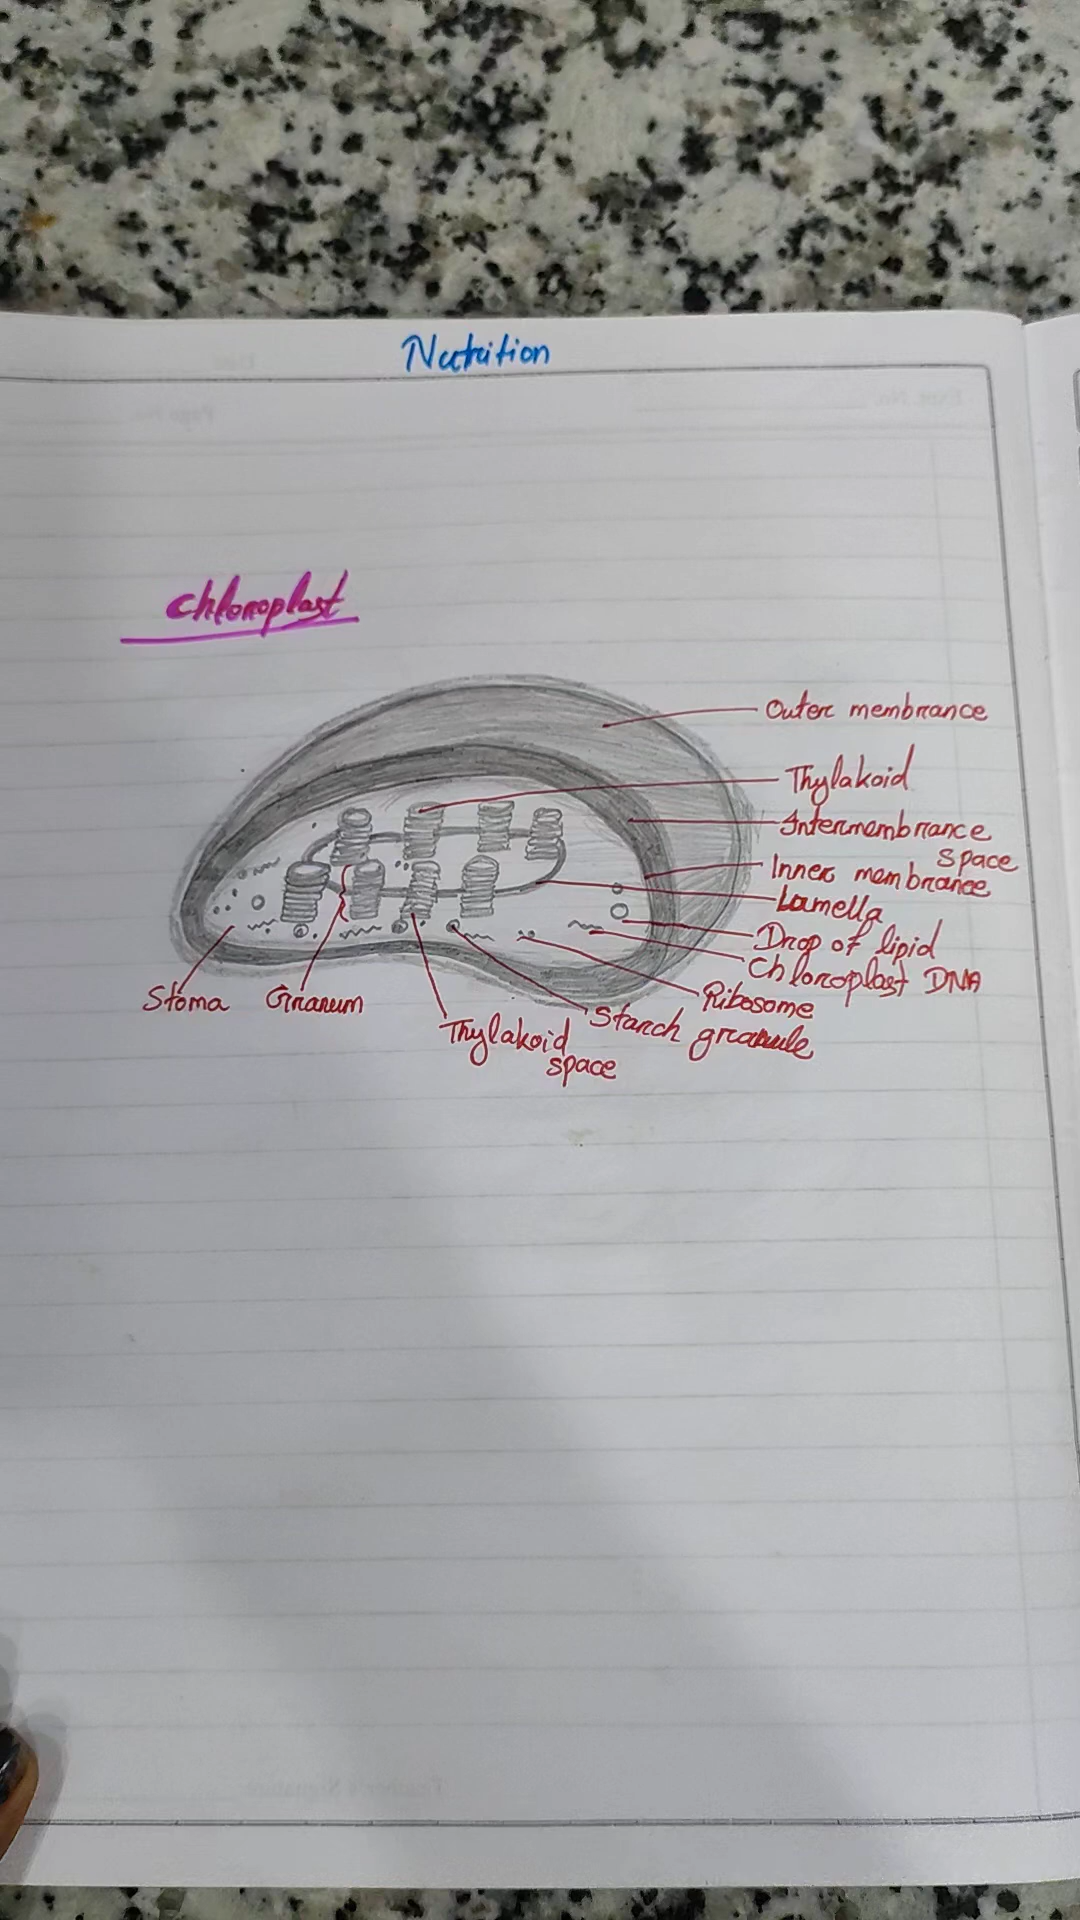 Nutrition
Chloroplast
Outer membrance
Thylakoid
Intermembrance
Space
Inner membrance
Lamella
Drop of lipid
Chloroplast DNA
Ribosome
Starch granule
Thylakoid
space
Granum
Stoma